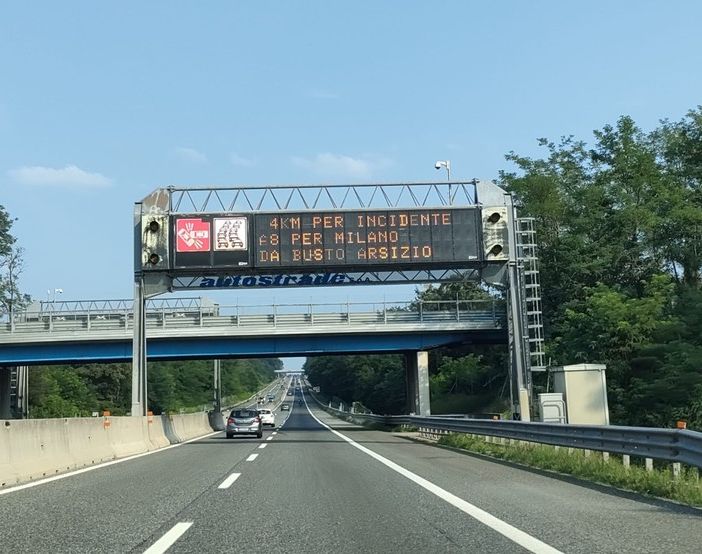 4KM PER INCIDENTE
A8 PER MILANO
DA BUSTO ARSIZIO
autostrade